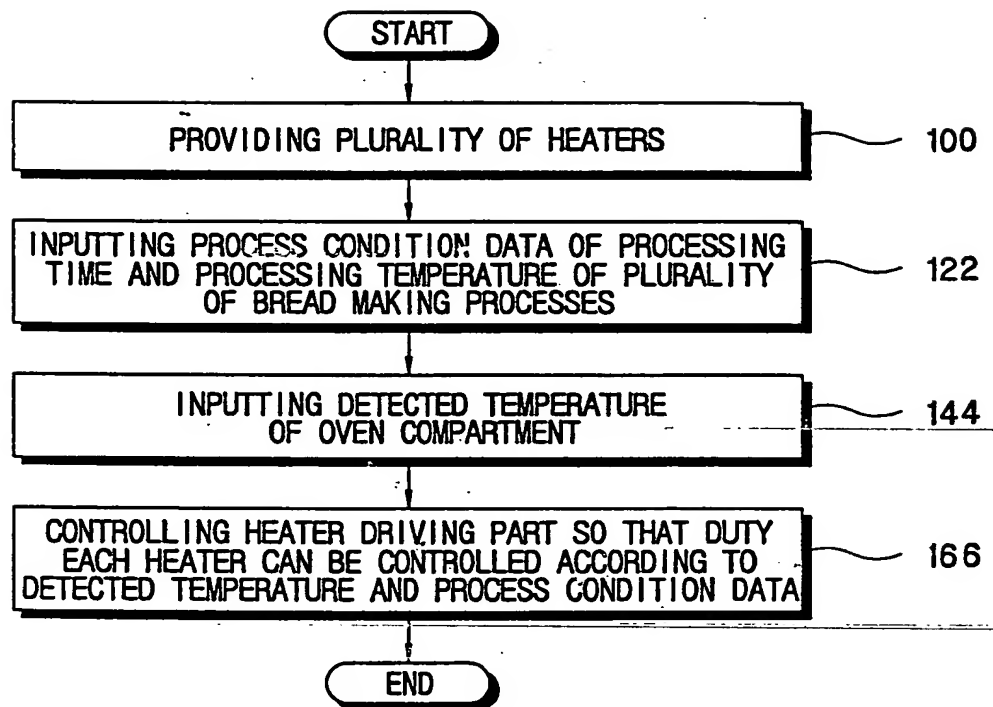 START
PROVIDING PLURALITY OF HEATERS
100
INPUTTING PROCESS CONDITION DATA OF PROCESSING
TIME AND PROCESSING TEMPERATURE OF PLURALITY
OF BREAD MAKING PROCESSES
122
INPUTTING DETECTED TEMPERATURE
OF OVEN COMPARTMENT
144
CONTROLLING HEATER DRIVING PART SO THAT DUTY
EACH HEATER CAN BE CONTROLLED ACCORDING TO
DETECTED TEMPERATURE AND PROCESS CONDITION DATA
166
END